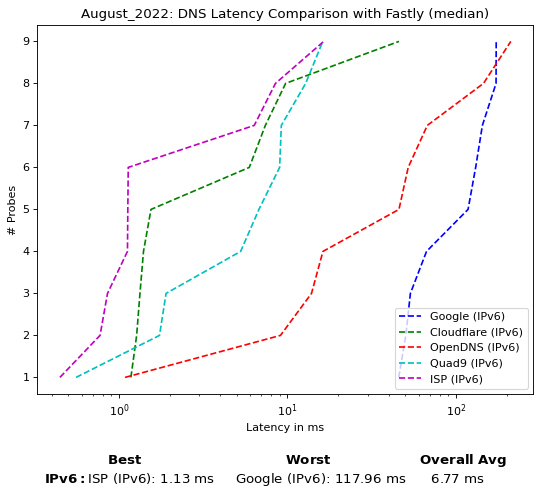 August_2022: DNS Latency Comparison with Fastly (median)
9
8
7
6
5
4
3
2
1
# Probes
10⁰
10¹
10²
Latency in ms
Google (IPv6)
Cloudflare (IPv6)
OpenDNS (IPv6)
Quad9 (IPv6)
ISP (IPv6)
Best Worst Overall Avg
IPv6: ISP (IPv6): 1.13 ms Google (IPv6): 117.96 ms 6.77 ms